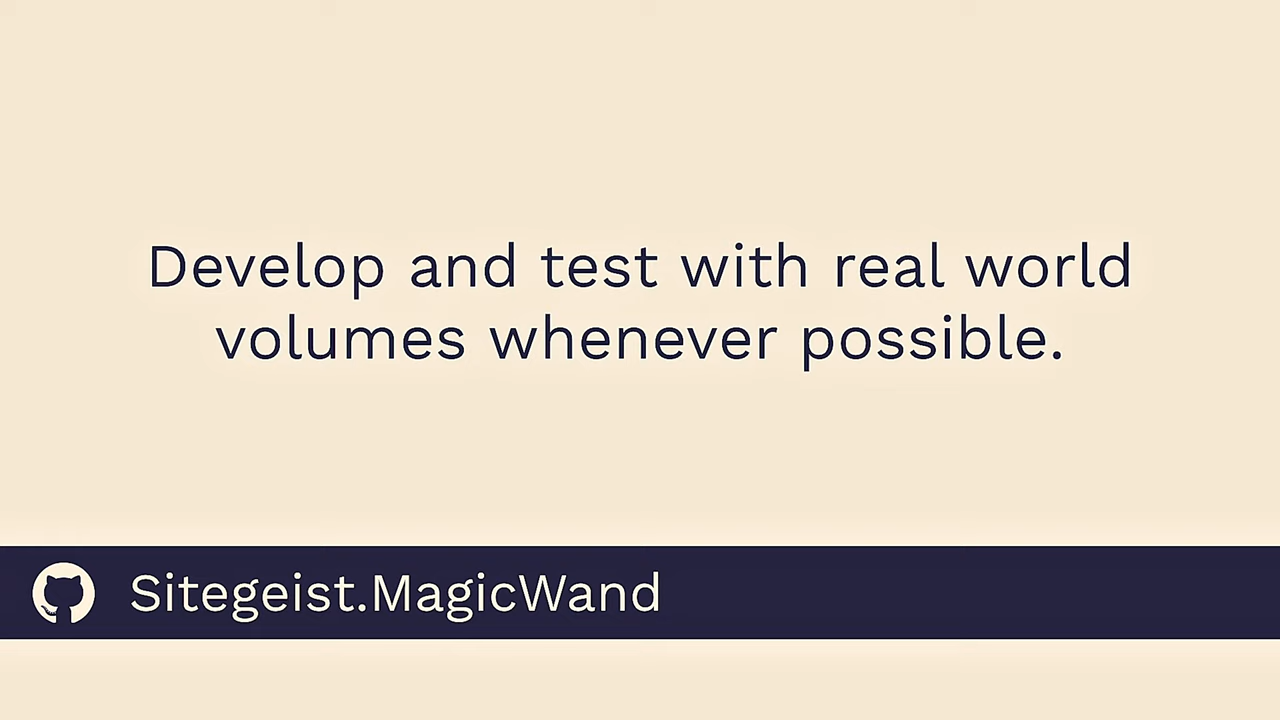 Develop and test with real world
volumes whenever possible.
Sitegeist.MagicWand